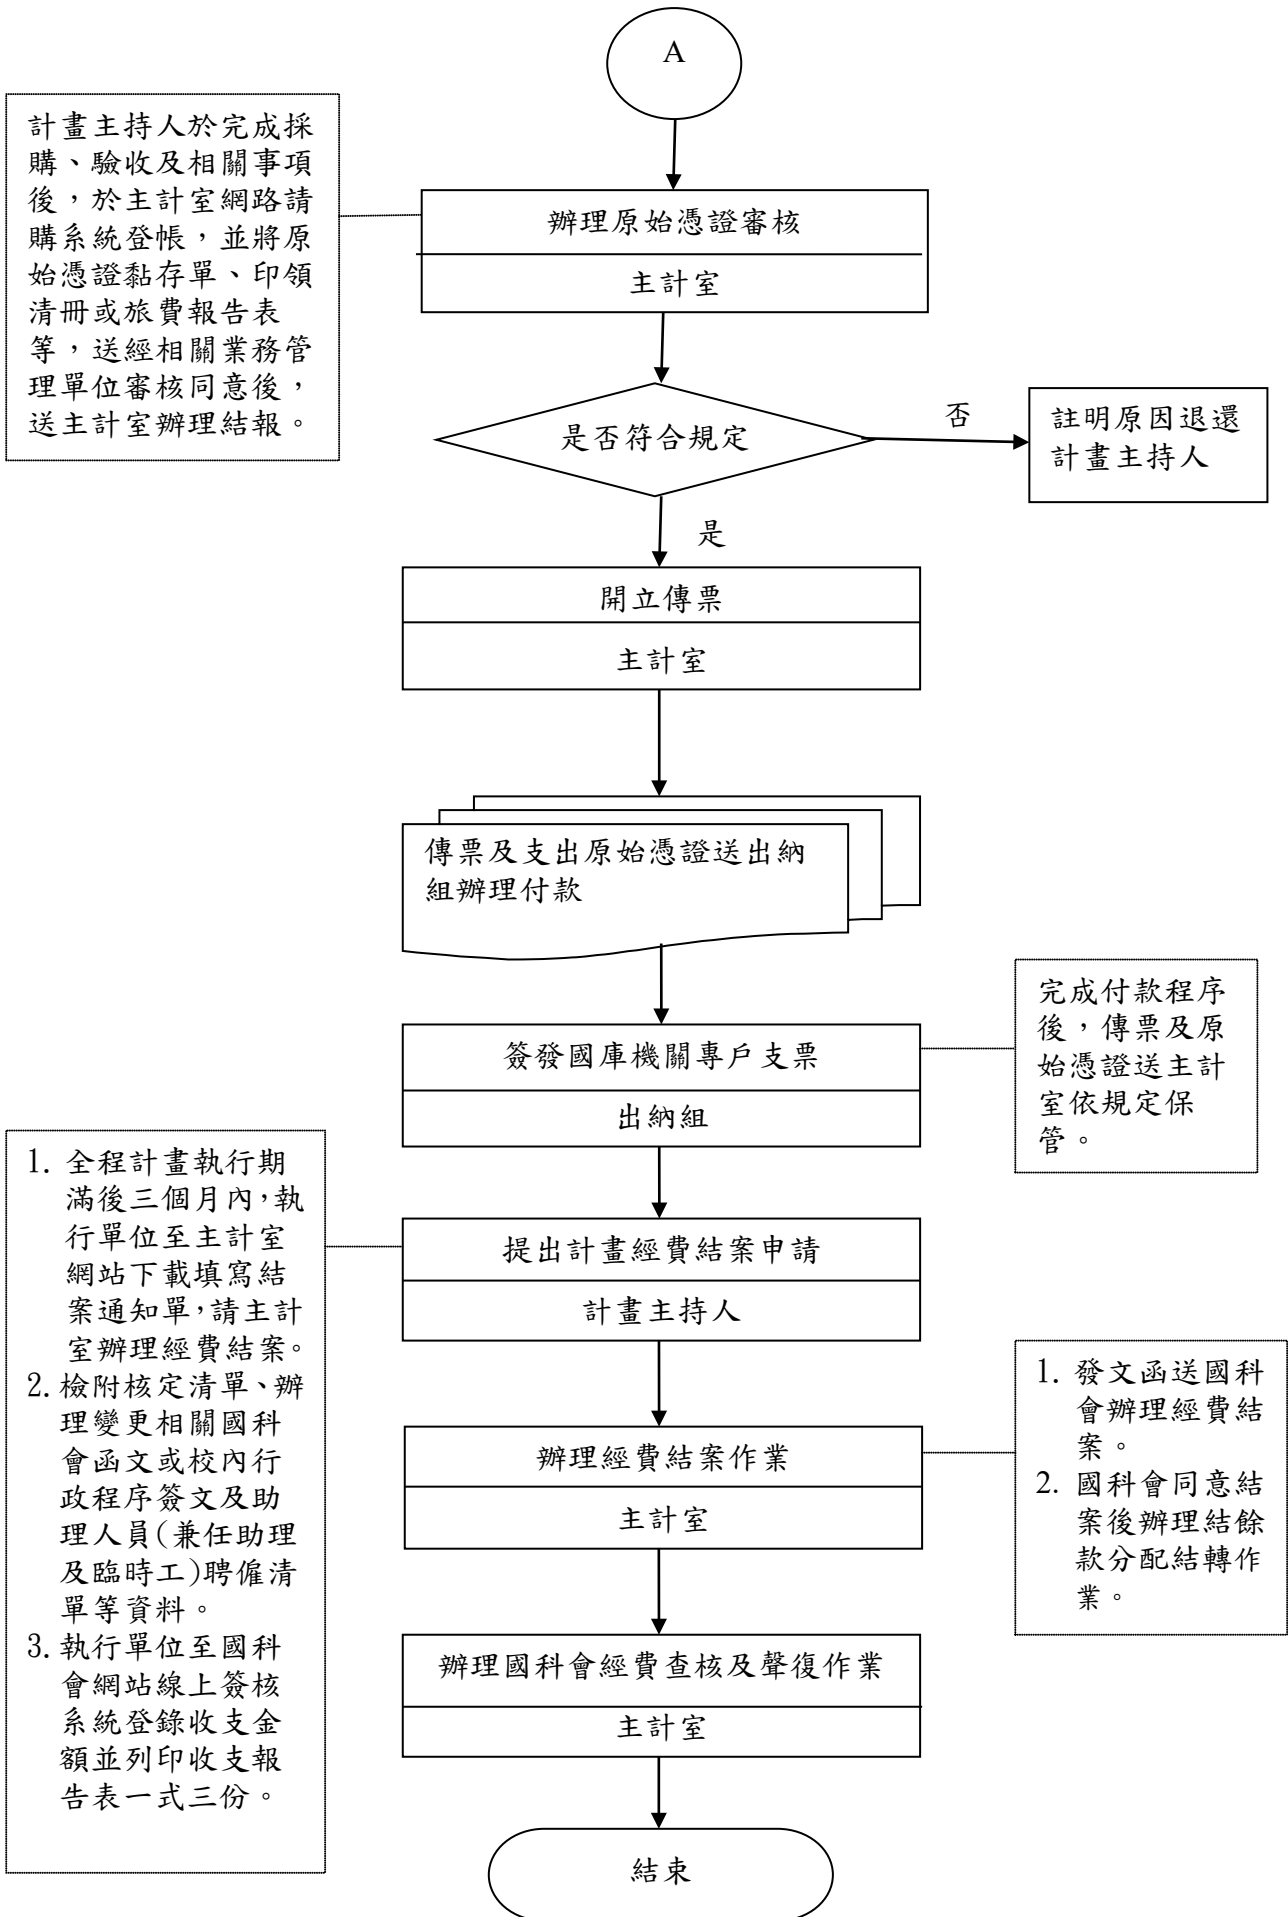 A
計畫主持人於完成採
購、驗收及相關事項
後，於主計室網路請
購系統登帳，並將原
始憑證黏存單、印領
清冊或旅費報告表
等，送經相關業務管
理單位審核同意後，
送主計室辦理結報。
辦理原始憑證審核
主計室
是否符合規定
否
註明原因退還
計畫主持人
是
開立傳票
主計室
傳票及支出原始憑證送出納
組辦理付款
簽發國庫機關專戶支票
出納組
完成付款程序
後，傳票及原
始憑證送主計
室依規定保
管。
1. 全程計畫執行期
滿後三個月內，執
行單位至主計室
網站下載填寫結
案通知單，請主計
室辦理經費結案。
2. 檢附核定清單、辦
理變更相關國科
會函文或校內行
政程序簽文及助
理人員(兼任助理
及臨時工)聘僱清
單等資料。
3. 執行單位至國科
會網站線上簽核
系統登錄收支金
額並列印收支報
告表一式三份。
提出計畫經費結案申請
計畫主持人
辦理經費結案作業
主計室
1. 發文函送國科
會辦理經費結
案。
2. 國科會同意結
案後辦理結餘
款分配結轉作
業。
辦理國科會經費查核及聲復作業
主計室
結束